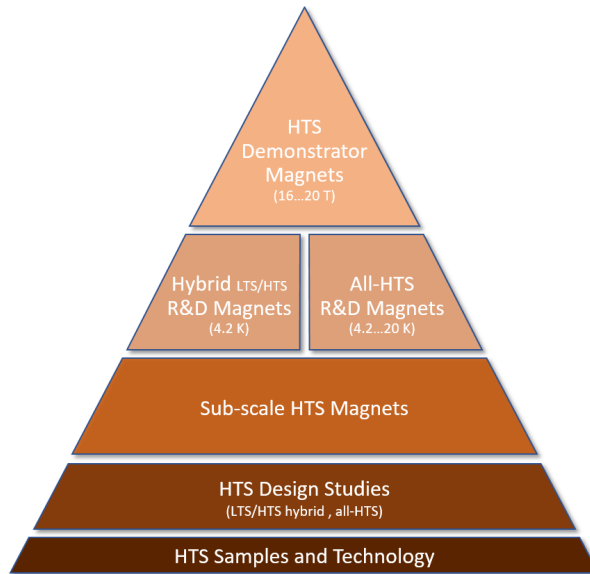 HTS
Demonstrator
Magnets
(16...20 T)
Hybrid LTS/HTS
R&D Magnets
(4.2 K)
All-HTS
R&D Magnets
(4.2...20 K)
Sub-scale HTS Magnets
HTS Design Studies
(LTS/HTS hybrid , all-HTS)
HTS Samples and Technology